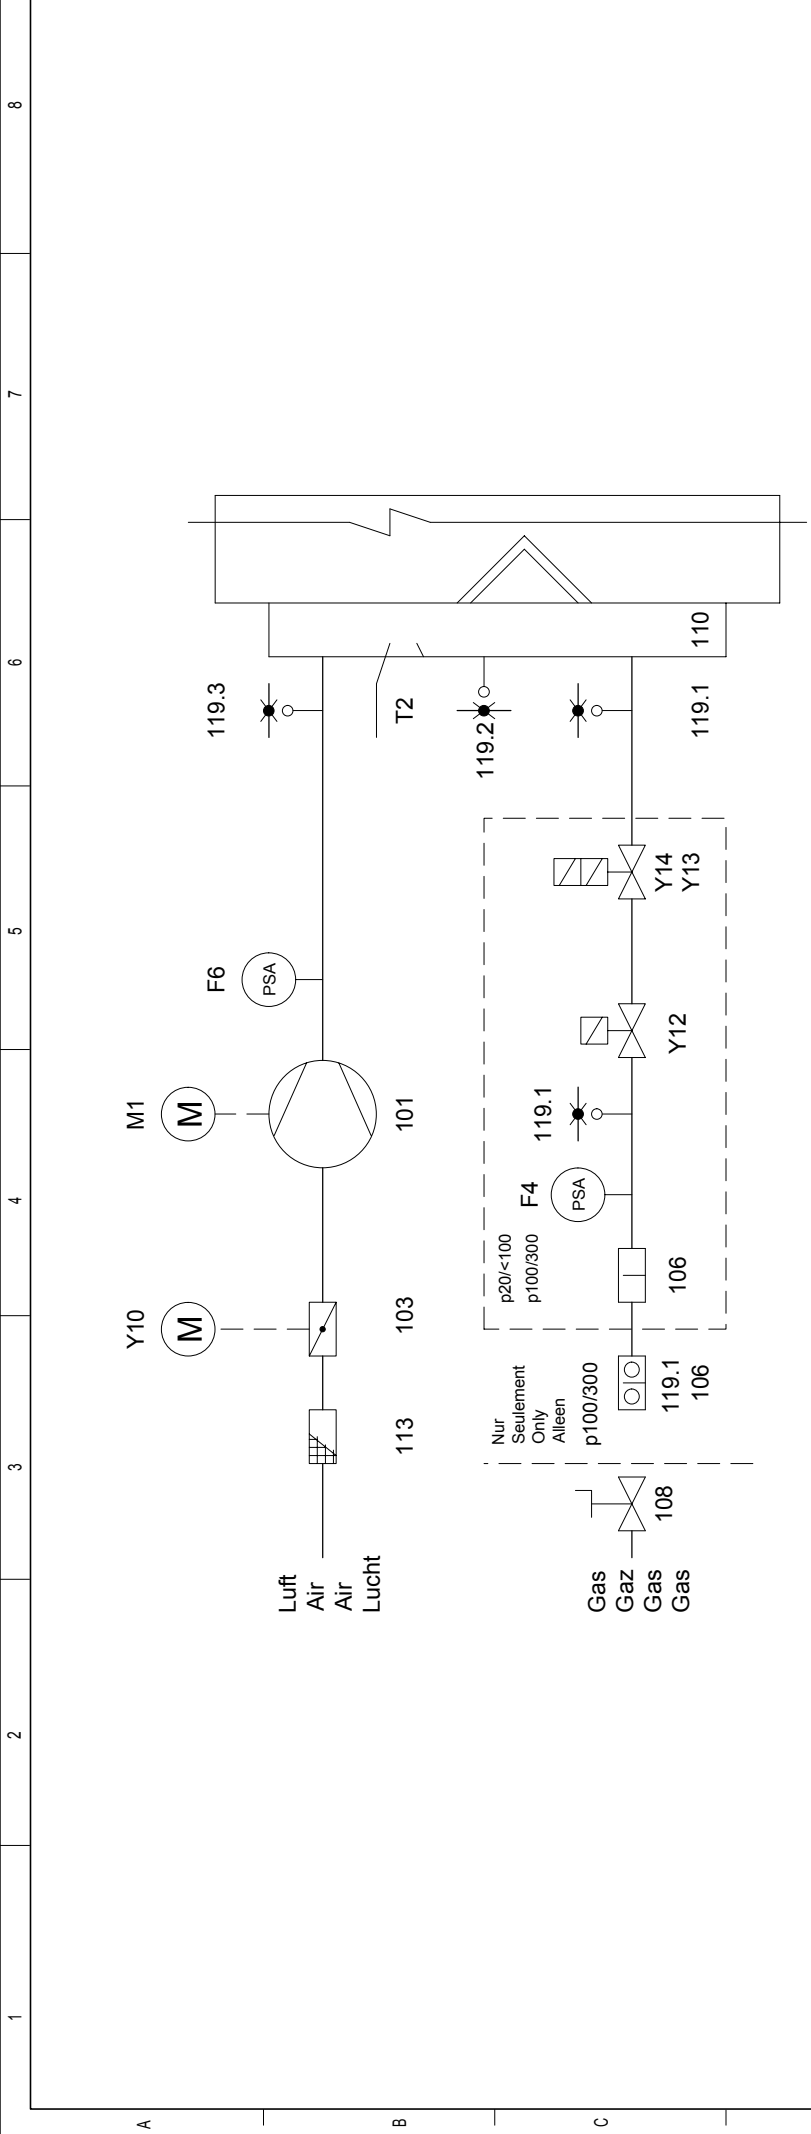 1
2
3
4
5
6
7
8
A
B
C
Y10
M
M1
M
F6
PSA
119.3
Luft
Air
Air
Lucht
113
103
101
T2
119.2
Nur
Seulement
Only
Alleen
p100/300
p20/<100
p100/300
F4
PSA
119.1
Gas
Gaz
Gas
Gas
108
119.1
106
106
Y12
Y14
Y13
119.1
110